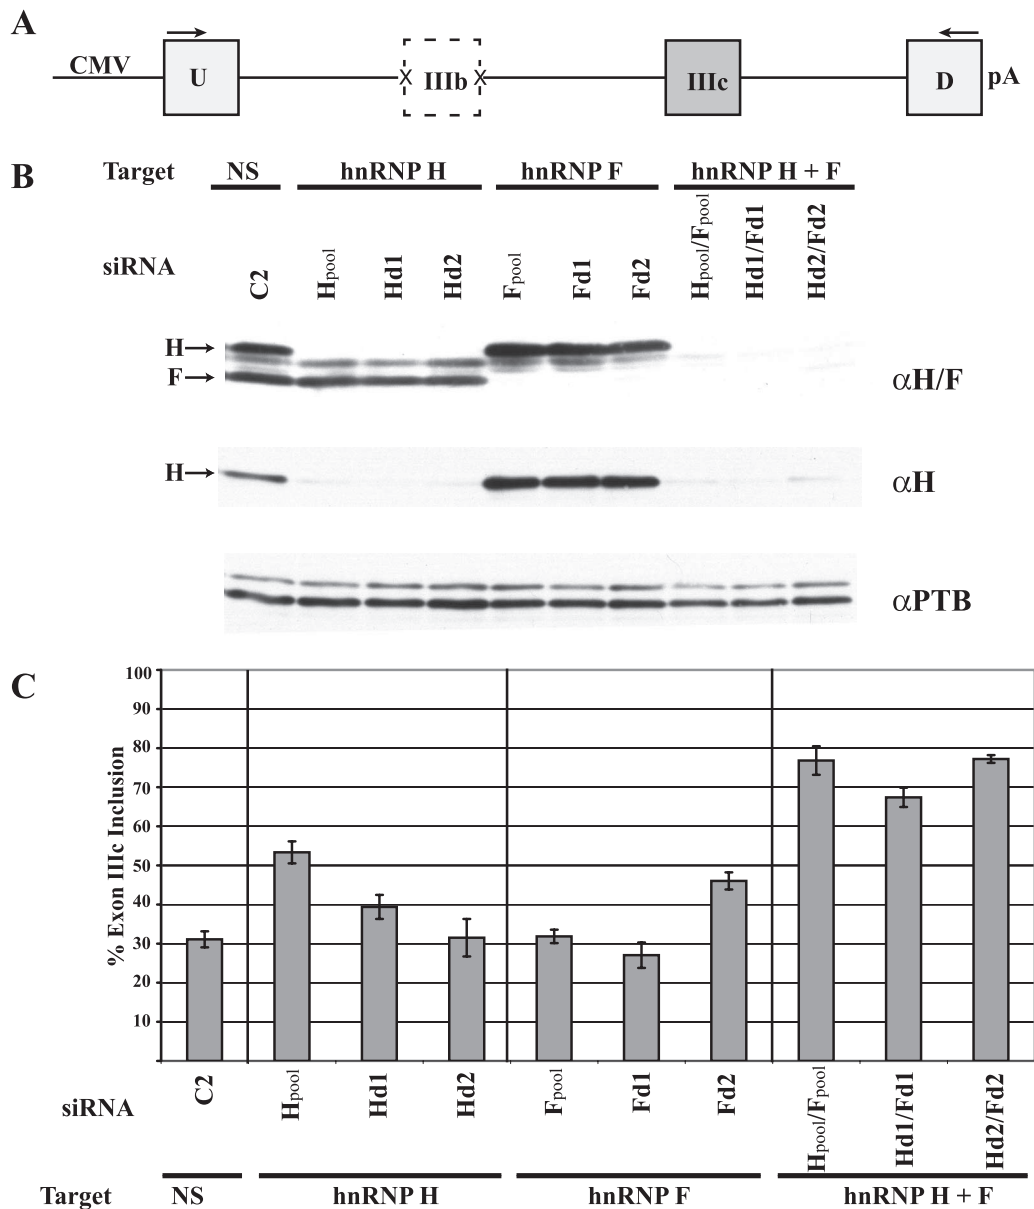 A
CMV U X IIIb X IIIc D pA
B
Target NS hnRNP H hnRNP F hnRNP H + F
siRNA C2 Hpool Hd1 Hd2 Fpool Fd1 Fd2 Hpool/Fpool Hd1/Fd1 Hd2/Fd2
H→
F→
αH/F
H→
αH
αPTB
C
% Exon IIIc Inclusion
100
90
80
70
60
50
40
30
20
10
siRNA C2 Hpool Hd1 Hd2 Fpool Fd1 Fd2 Hpool/Fpool Hd1/Fd1 Hd2/Fd2
Target NS hnRNP H hnRNP F hnRNP H + F